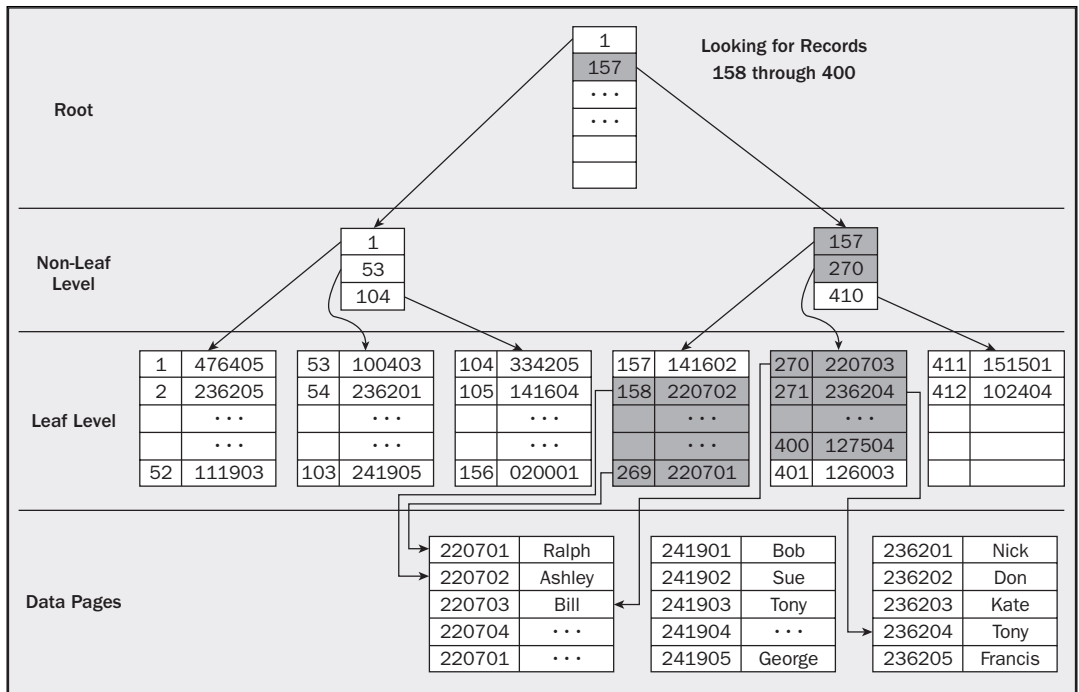 1
Looking for Records
157
158 through 400
· · ·
Root
· · ·
1
157
Non-Leaf
Level
53
270
104
410
1 476405 53 100403 104 334205 157 141602 270 220703 411 151501
2 236205 54 236201 105 141604 158 220702 271 236204 412 102404
Leaf Level
· · · · · · · · · · · · · · ·
· · · · · · · · · · · · 400 127504
52 111903 103 241905 156 020001 269 220701 401 126003
220701 Ralph 241901 Bob 236201 Nick
220702 Ashley 241902 Sue 236202 Don
Data Pages
220703 Bill 241903 Tony 236203 Kate
220704 · · · 241904 · · · 236204 Tony
220701 · · · 241905 George 236205 Francis